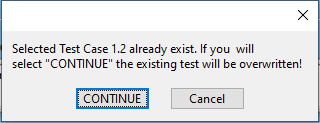 Selected Test Case 1.2 already exist. If you  will
select "CONTINUE" the existing test will be overwritten!
CONTINUE
Cancel